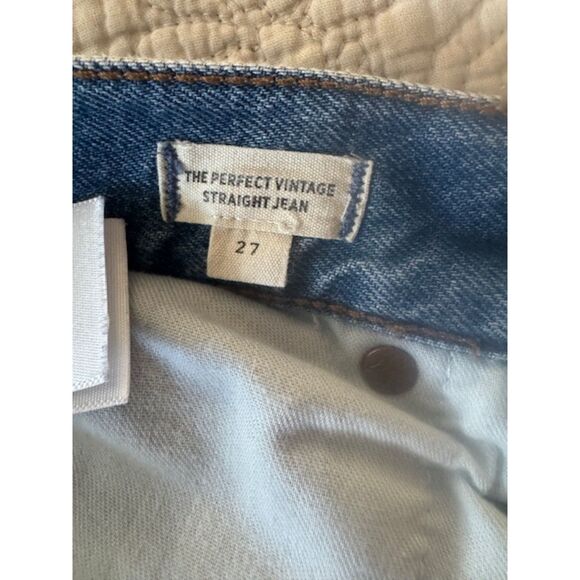 THE PERFECT VINTAGE
STRAIGHT JEAN
27